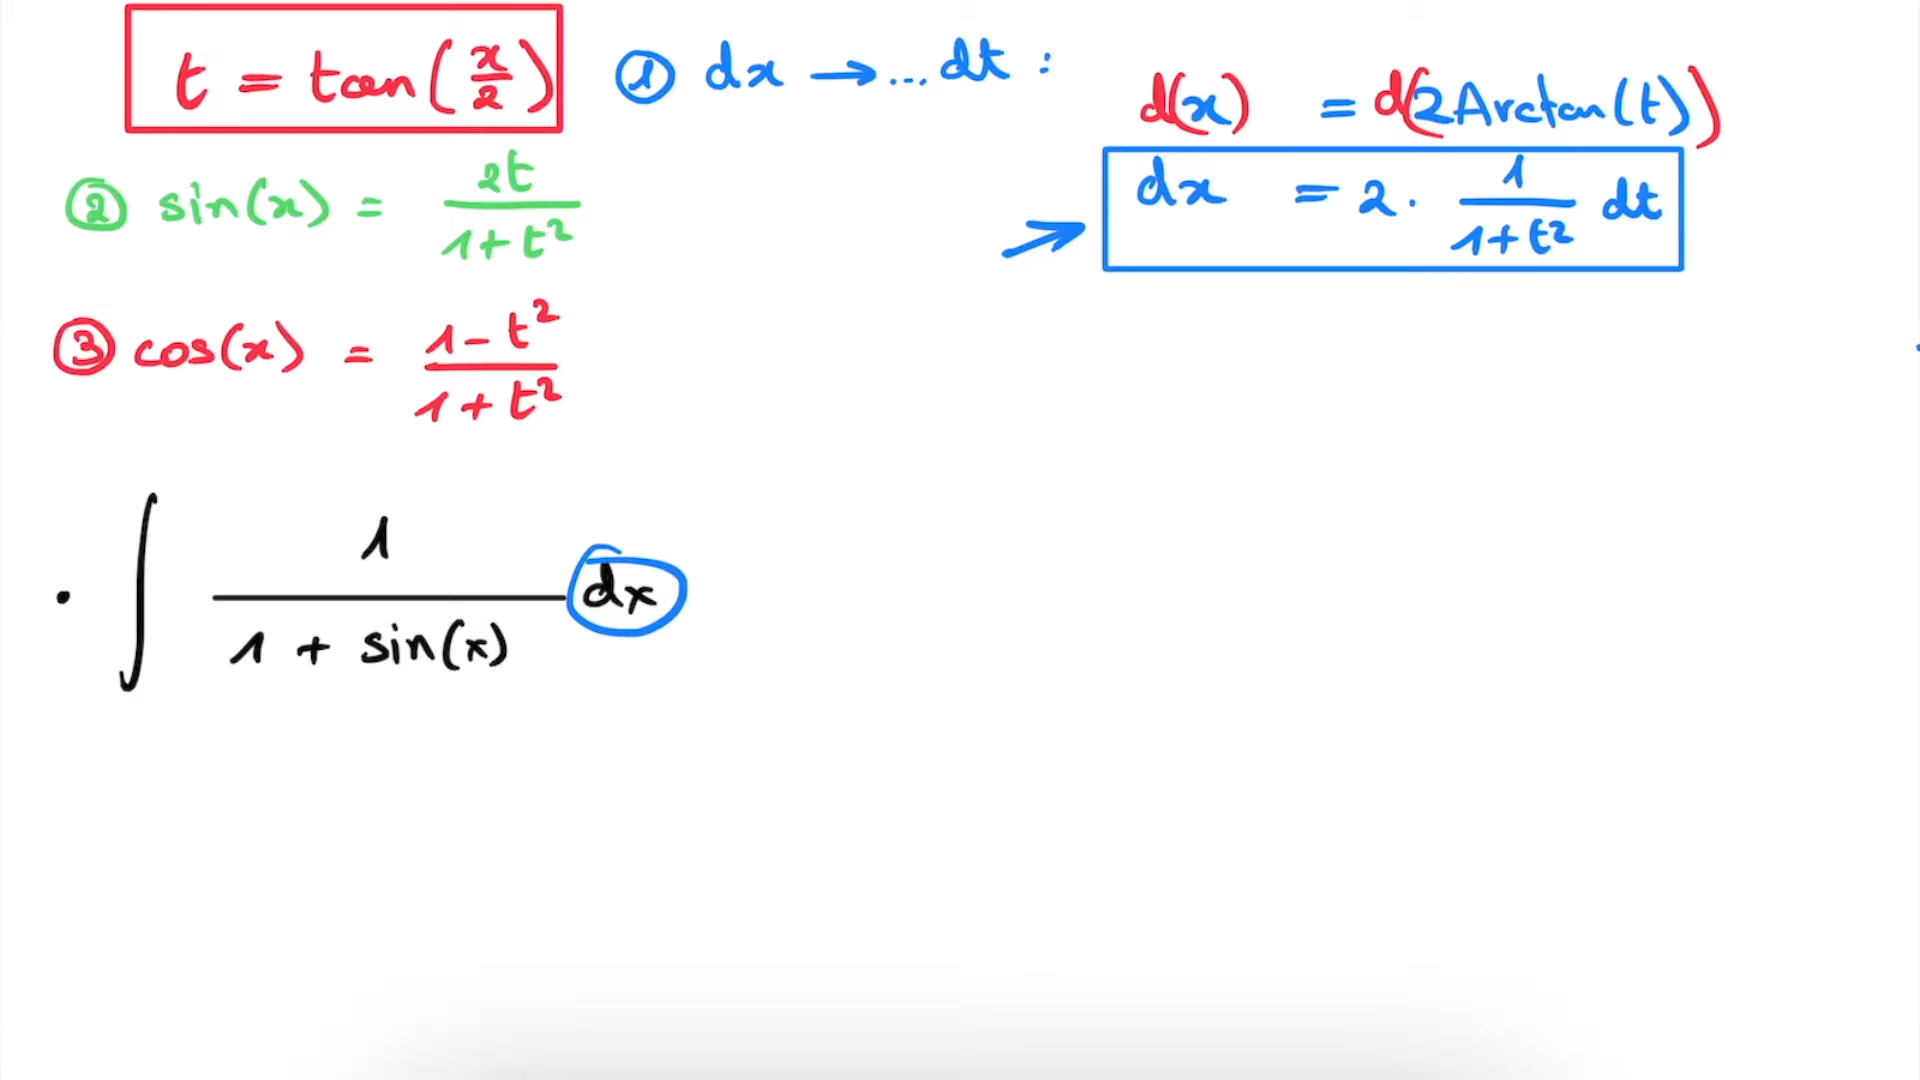 t = tan(x/2)
① dx → ... dt :
d(x) = d(2Arctan(t))
dx = 2 · 1/(1+t²) dt
② sin(x) = 2t/(1+t²)
③ cos(x) = (1-t²)/(1+t²)
· ∫ 1/(1 + sin(x)) dx